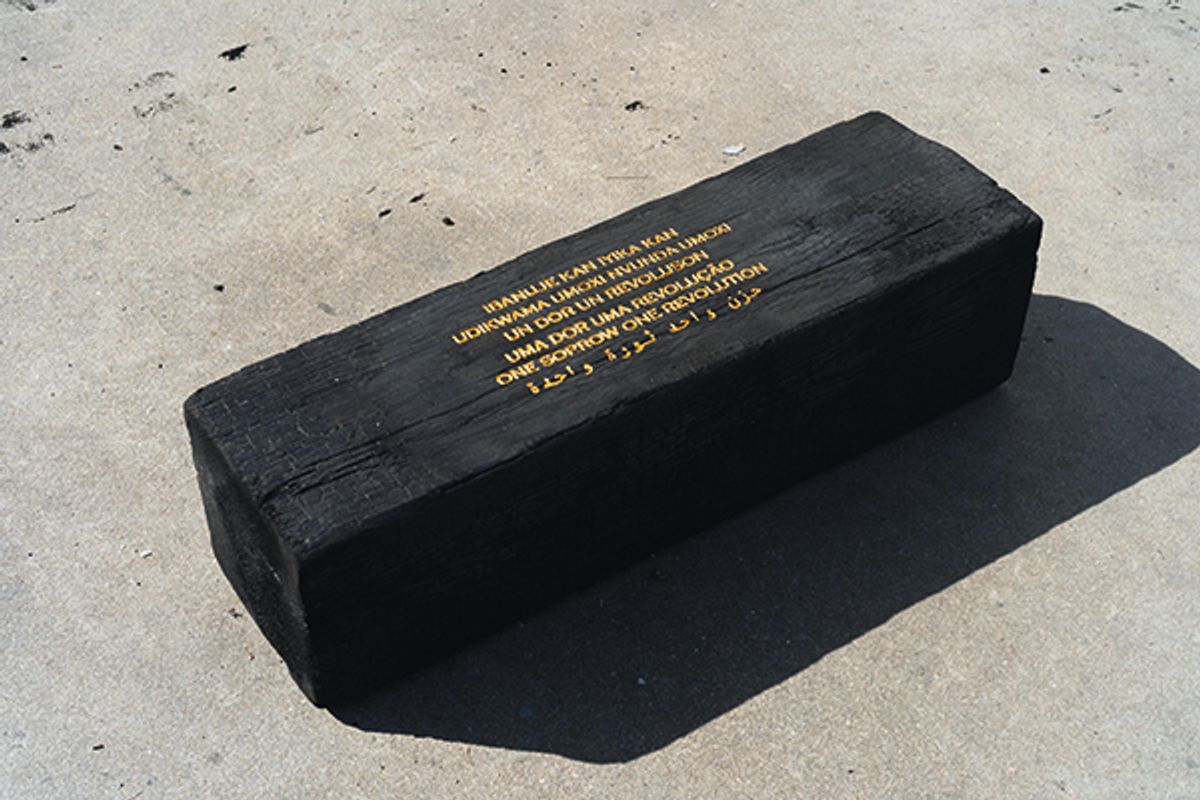 IBANUJE KAN IYIKA KAN
UDIKWAMA UMOXI NVUNDA UMOXI
UN DOR UN REVOLUSON
UMA DOR UMA REVOLUÇÃO
ONE SORROW ONE REVOLUTION
حزن واحد ثورة واحدة